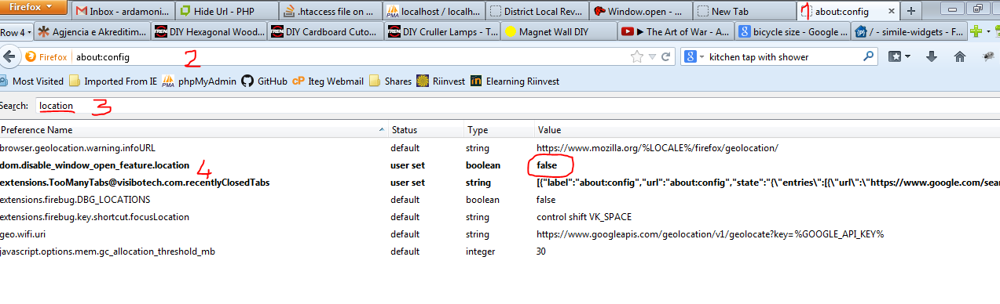 Firefox Inbox - ardamoni... Hide Url - PHP .htaccess file on ... localhost / localh... District Local Rev... Window.open - ... New Tab 1 about:config
Row 4 Agjencia e Akreditim... DIY Hexagonal Wood... DIY Cardboard Cuto... DIY Cruller Lamps - T... Magnet Wall DIY The Art of War - A... bicycle size - Google ... / - simile-widgets - F...
Firefox about:config 2 kitchen tap with shower
Most Visited Imported From IE phpMyAdmin GitHub Iteg Webmail Shares Riinvest Elearning Riinvest
Search: location 3
Preference Name Status Type Value
browser.geolocation.warning.infoURL default string https://www.mozilla.org/%LOCALE%/firefox/geolocation/
dom.disable_window_open_feature.location 4 user set boolean false
extensions.TooManyTabs@visibotech.com.recentlyClosedTabs user set string [{"label":"about:config","url":"about:config","state":"{\"entries\":[{\"url\":\"https://www.google.com/sea
extensions.firebug.DBG_LOCATIONS default boolean false
extensions.firebug.key.shortcut.focusLocation default string control shift VK_SPACE
geo.wifi.uri default string https://www.googleapis.com/geolocation/v1/geolocate?key=%GOOGLE_API_KEY%
javascript.options.mem.gc_allocation_threshold_mb default integer 30